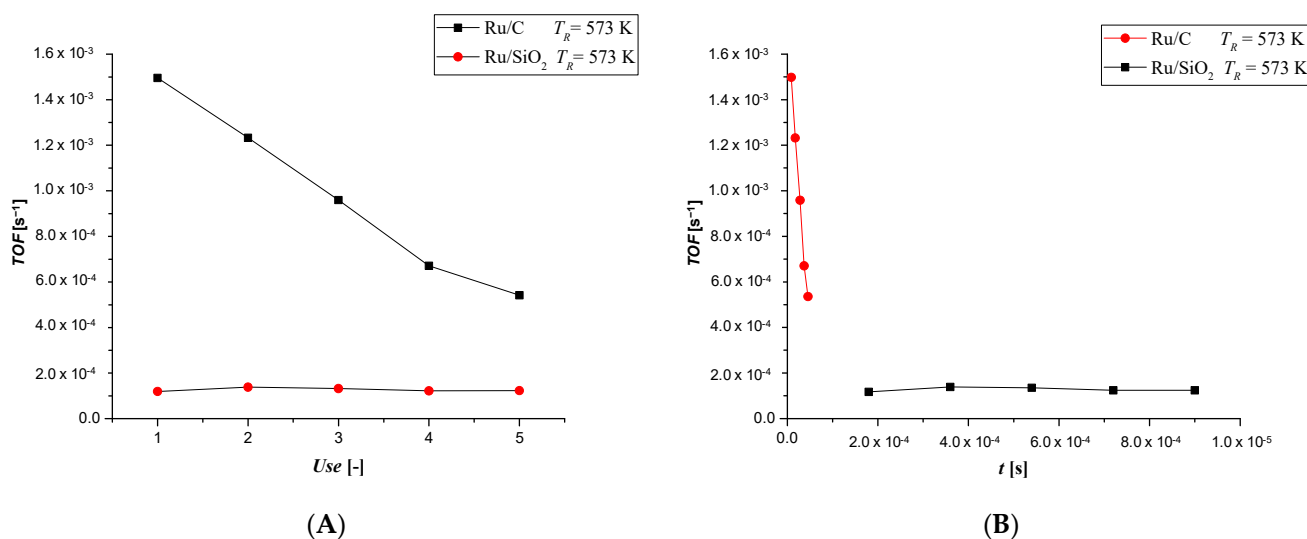 Ru/C T_R = 573 K
Ru/SiO₂ T_R = 573 K
1.6 x 10⁻³
1.4 x 10⁻³
1.2 x 10⁻³
1.0 x 10⁻³
8.0 x 10⁻⁴
6.0 x 10⁻⁴
4.0 x 10⁻⁴
2.0 x 10⁻⁴
0.0
TOF [s⁻¹]
1 2 3 4 5
Use [-]
(A)
Ru/C T_R = 573 K
Ru/SiO₂ T_R = 573 K
1.6 x 10⁻³
1.4 x 10⁻³
1.2 x 10⁻³
1.0 x 10⁻³
8.0 x 10⁻⁴
6.0 x 10⁻⁴
4.0 x 10⁻⁴
2.0 x 10⁻⁴
0.0
TOF [s⁻¹]
0.0 2.0 x 10⁻⁴ 4.0 x 10⁻⁴ 6.0 x 10⁻⁴ 8.0 x 10⁻⁴ 1.0 x 10⁻⁵
t [s]
(B)